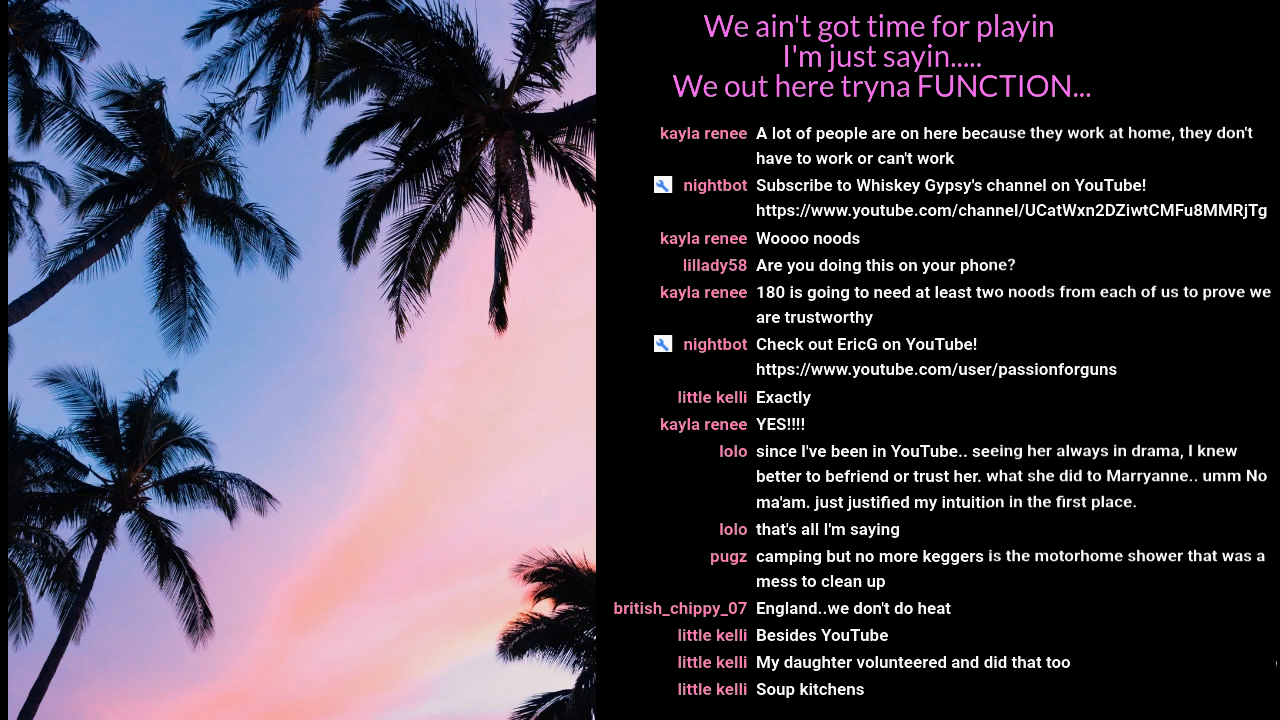 We ain't got time for playin
I'm just sayin.....
We out here tryna FUNCTION...
kayla renee A lot of people are on here because they work at home, they don't
have to work or can't work
nightbot Subscribe to Whiskey Gypsy's channel on YouTube!
https://www.youtube.com/channel/UCatWxn2DZiwtCMFu8MMRjTg
kayla renee Woooo noods
lillady58 Are you doing this on your phone?
kayla renee 180 is going to need at least two noods from each of us to prove we
are trustworthy
nightbot Check out EricG on YouTube!
https://www.youtube.com/user/passionforguns
little kelli Exactly
kayla renee YES!!!!
lolo since I've been in YouTube.. seeing her always in drama, I knew
better to befriend or trust her. what she did to Marryanne.. umm No
ma'am. just justified my intuition in the first place.
lolo that's all I'm saying
pugz camping but no more keggers is the motorhome shower that was a
mess to clean up
british_chippy_07 England..we don't do heat
little kelli Besides YouTube
little kelli My daughter volunteered and did that too
little kelli Soup kitchens